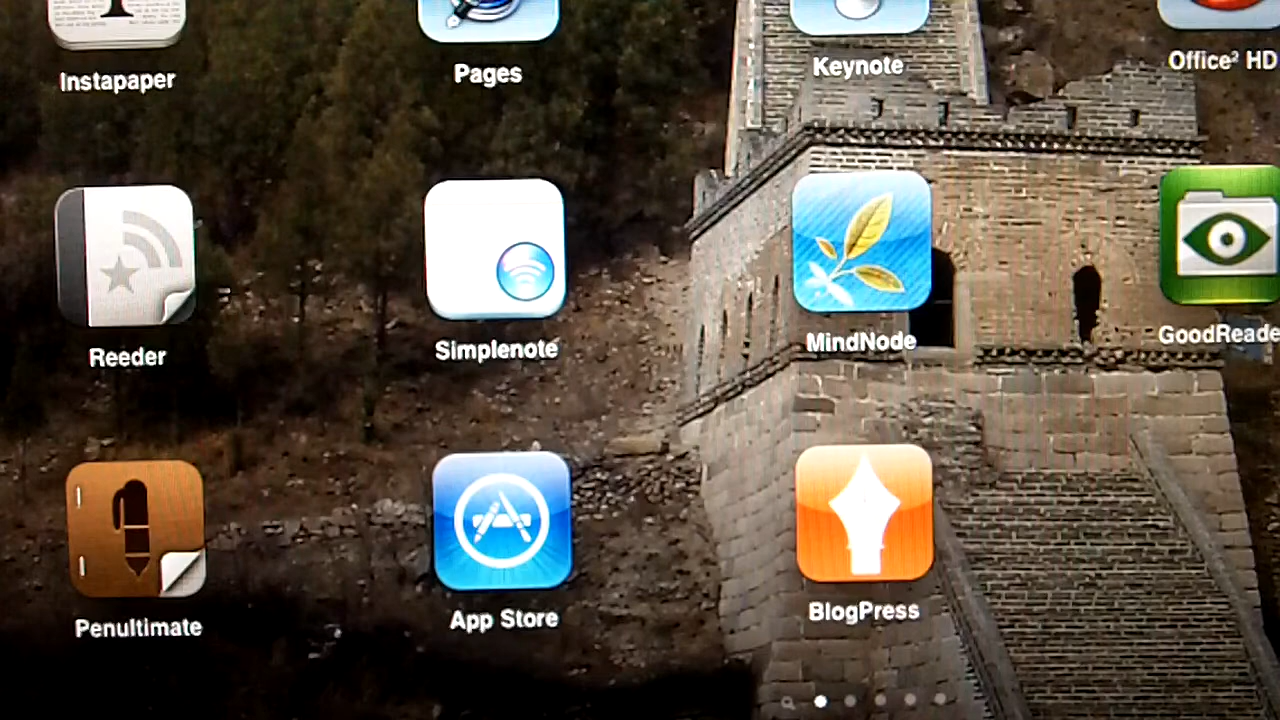 Instapaper
Pages
Keynote
Office² HD
Reeder
Simplenote
MindNode
GoodReade
Penultimate
App Store
BlogPress